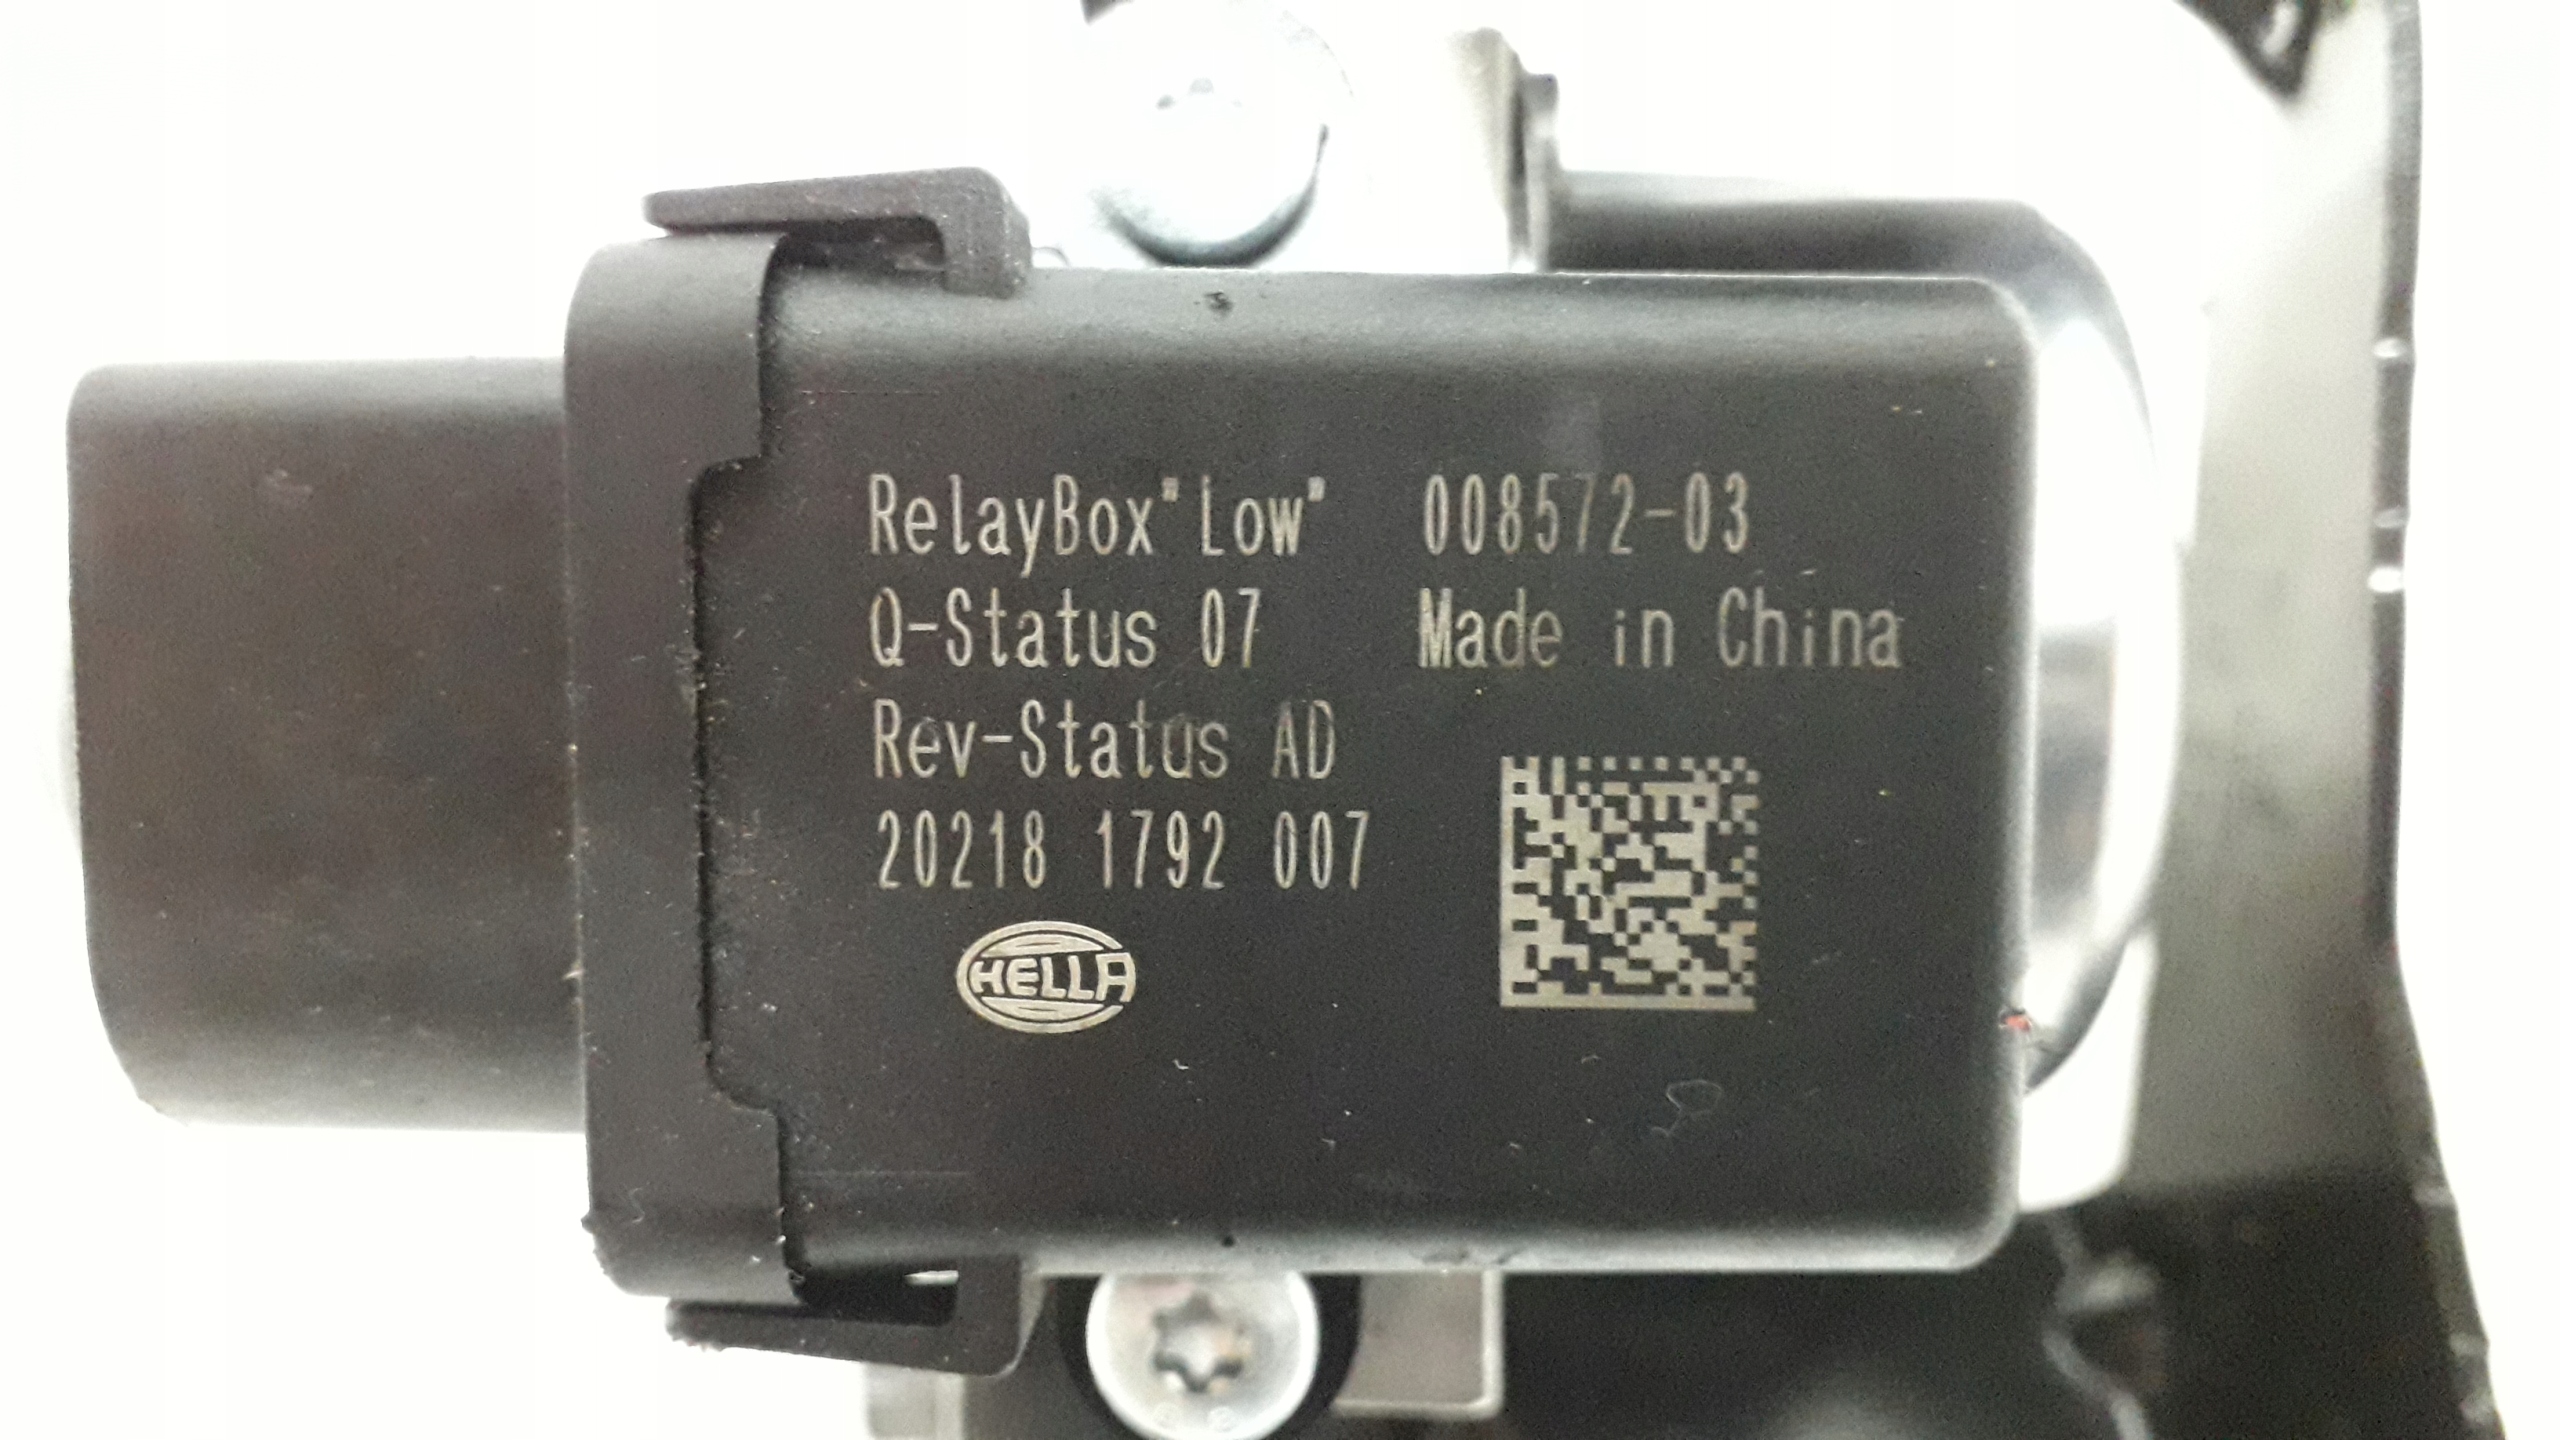 RelayBox"Low" 008572-03
Q-Status 07 Made in China
Rev-Status AD
20218 1792 007
HELLA